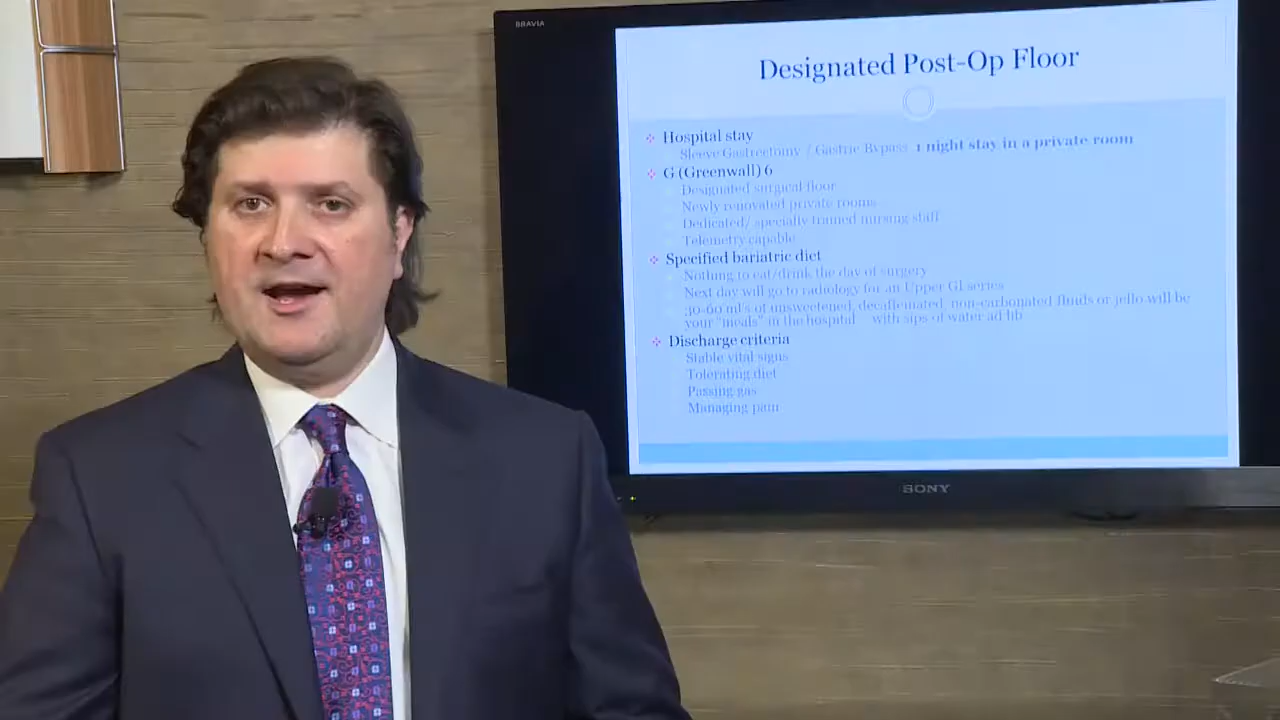 BRAVIA
Designated Post-Op Floor
Hospital stay
Sleeve Gastrectomy / Gastric Bypass 1 night stay in a private room
G (Greenwall) 6
Designated surgical floor
Newly renovated private rooms
Dedicated/ specialty trained nursing staff
Telemetry capable
Specified bariatric diet
Nothing to eat/drink the day of surgery
Next day will go to radiology for an Upper GI series
30-60 ml's of unsweetened, decaffeinated, non-carbonated fluids or jello will be
your "meals" in the hospital with sips of water ad lib
Discharge criteria
Stable vital signs
Tolerating diet
Passing gas
Managing pain
SONY